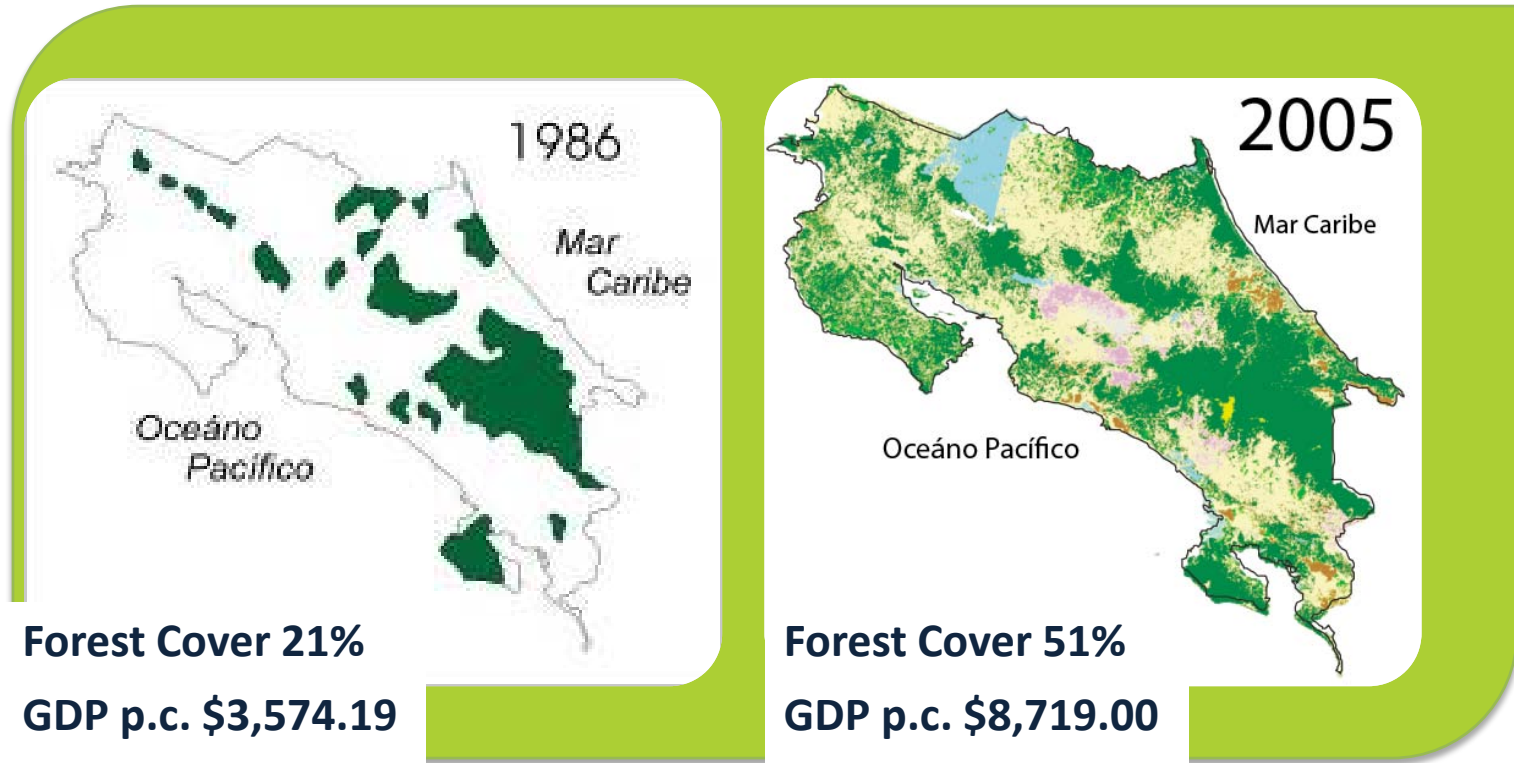 1986
Mar
Caribe
Oceáno
Pacífico
Forest Cover 21%
GDP p.c. $3,574.19
2005
Mar Caribe
Oceáno Pacífico
Forest Cover 51%
GDP p.c. $8,719.00